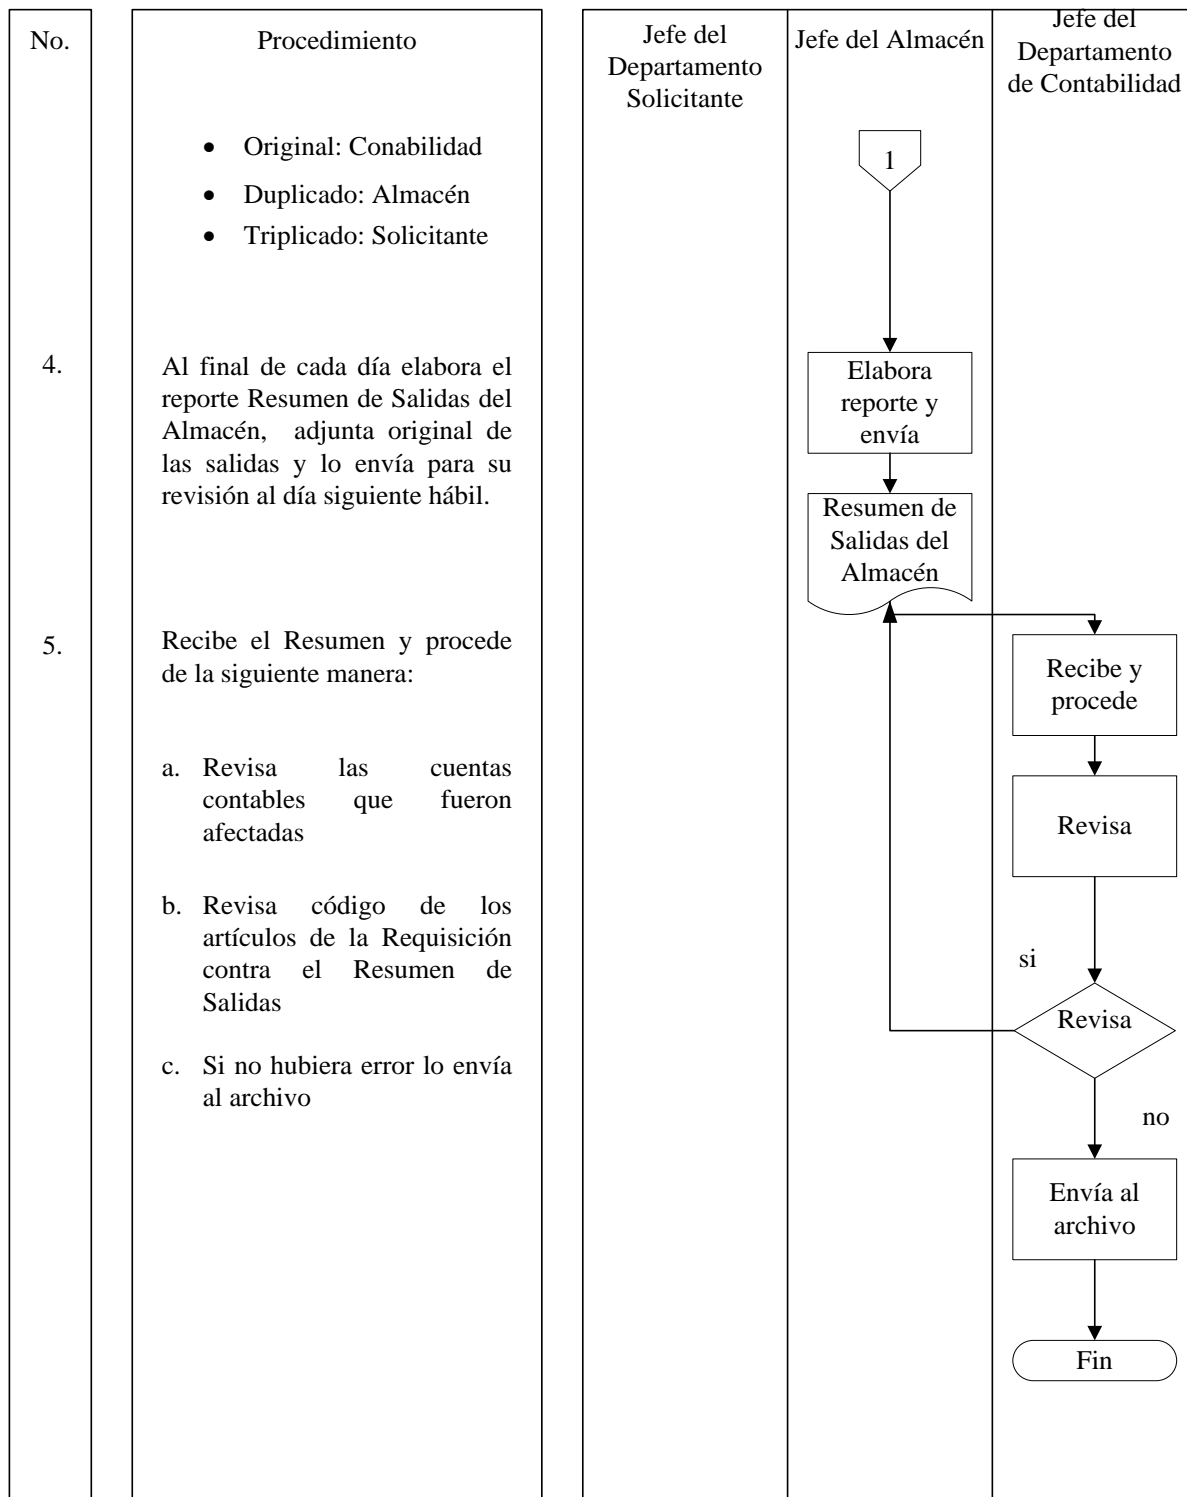 No.
Procedimiento
Jefe del
Departamento
Solicitante
Jefe del Almacén
Jefe del
Departamento
de Contabilidad
• Original: Conabilidad
• Duplicado: Almacén
• Triplicado: Solicitante
1
4.
Al final de cada día elabora el
reporte Resumen de Salidas del
Almacén, adjunta original de
las salidas y lo envía para su
revisión al día siguiente hábil.
Elabora
reporte y
envía
Resumen de
Salidas del
Almacén
5.
Recibe el Resumen y procede
de la siguiente manera:
Recibe y
procede
a. Revisa las cuentas
contables que fueron
afectadas
Revisa
b. Revisa código de los
artículos de la Requisición
contra el Resumen de
Salidas
si
Revisa
c. Si no hubiera error lo envía
al archivo
no
Envía al
archivo
Fin